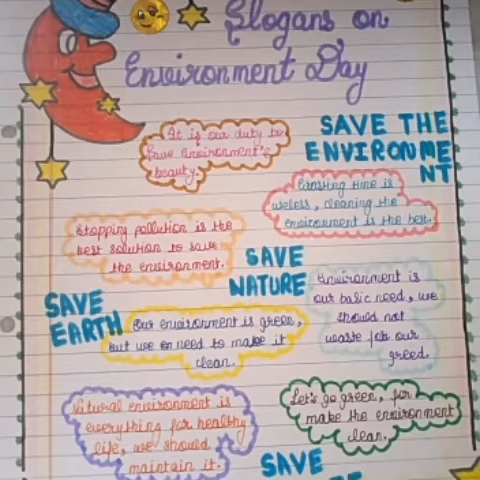 Slogans on
Environment Day
It is our duty to
save environment's
beauty.
SAVE THE
ENVIRONME
NT
Wasting time is
useless, cleaning the
environment is the best.
Stopping pollution is the
best solution to save
the environment.
SAVE
NATURE
Environment is
our basic need, we
should not
waste for our
greed.
SAVE
EARTH
Our environment is green,
but we need to make it
clean.
Natural environment is
everything for healthy
life, we should
maintain it.
Let's go green, for
make the environment
clean.
SAVE